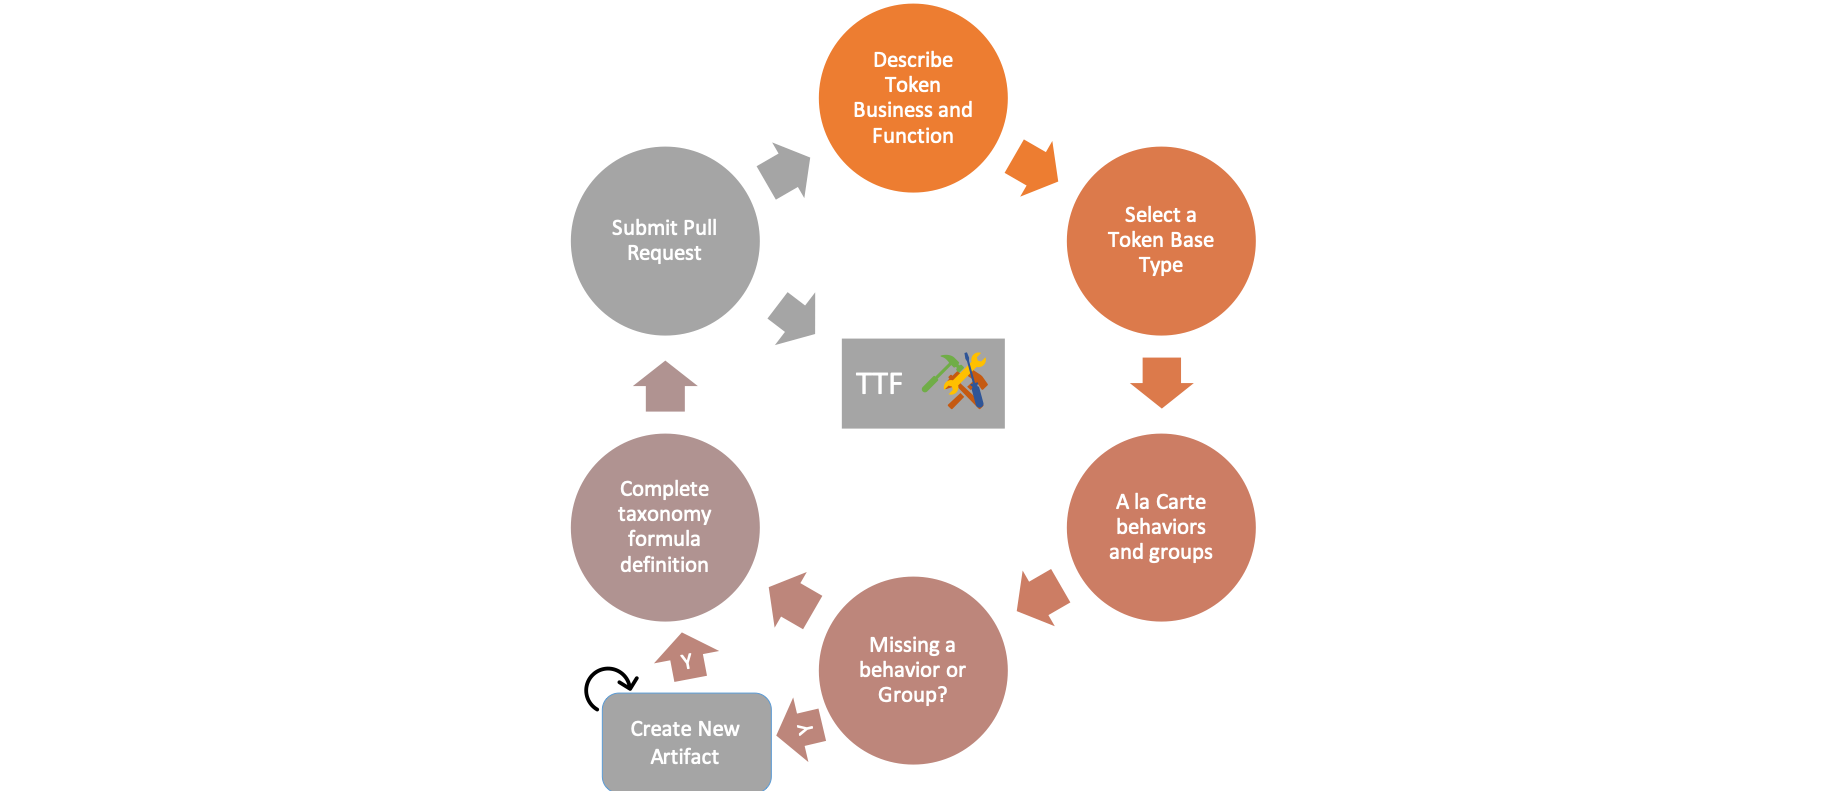 Describe
Token
Business and
Function
Select a
Token Base
Type
A la Carte
behaviors
and groups
Missing a
behavior or
Group?
Y
Create New
Artifact
Y
Complete
taxonomy
formula
definition
Submit Pull
Request
TTF